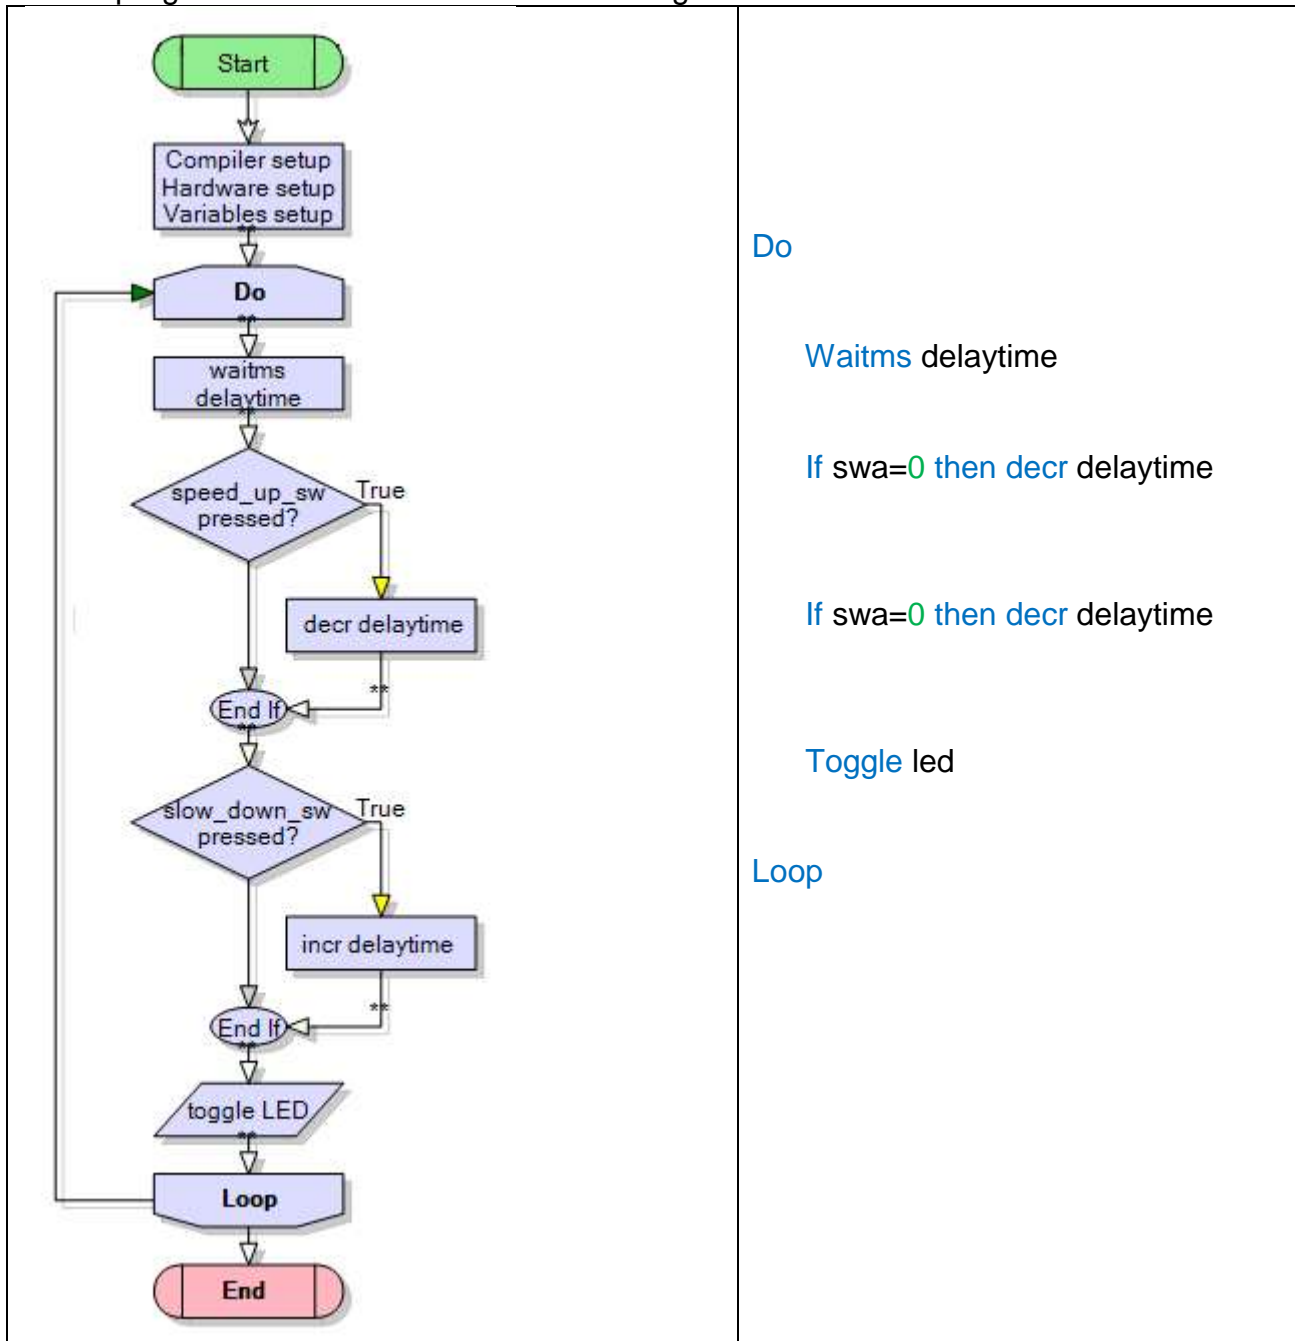 Start
Compiler setup
Hardware setup
Variables setup
**
Do
**
waitms
delaytime
**
speed_up_sw
pressed?
True
decr delaytime
**
End If
**
slow_down_sw
pressed?
True
incr delaytime
**
End If
**
toggle LED
**
Loop
End
Do
Waitms delaytime
If swa=0 then decr delaytime
If swa=0 then decr delaytime
Toggle led
Loop